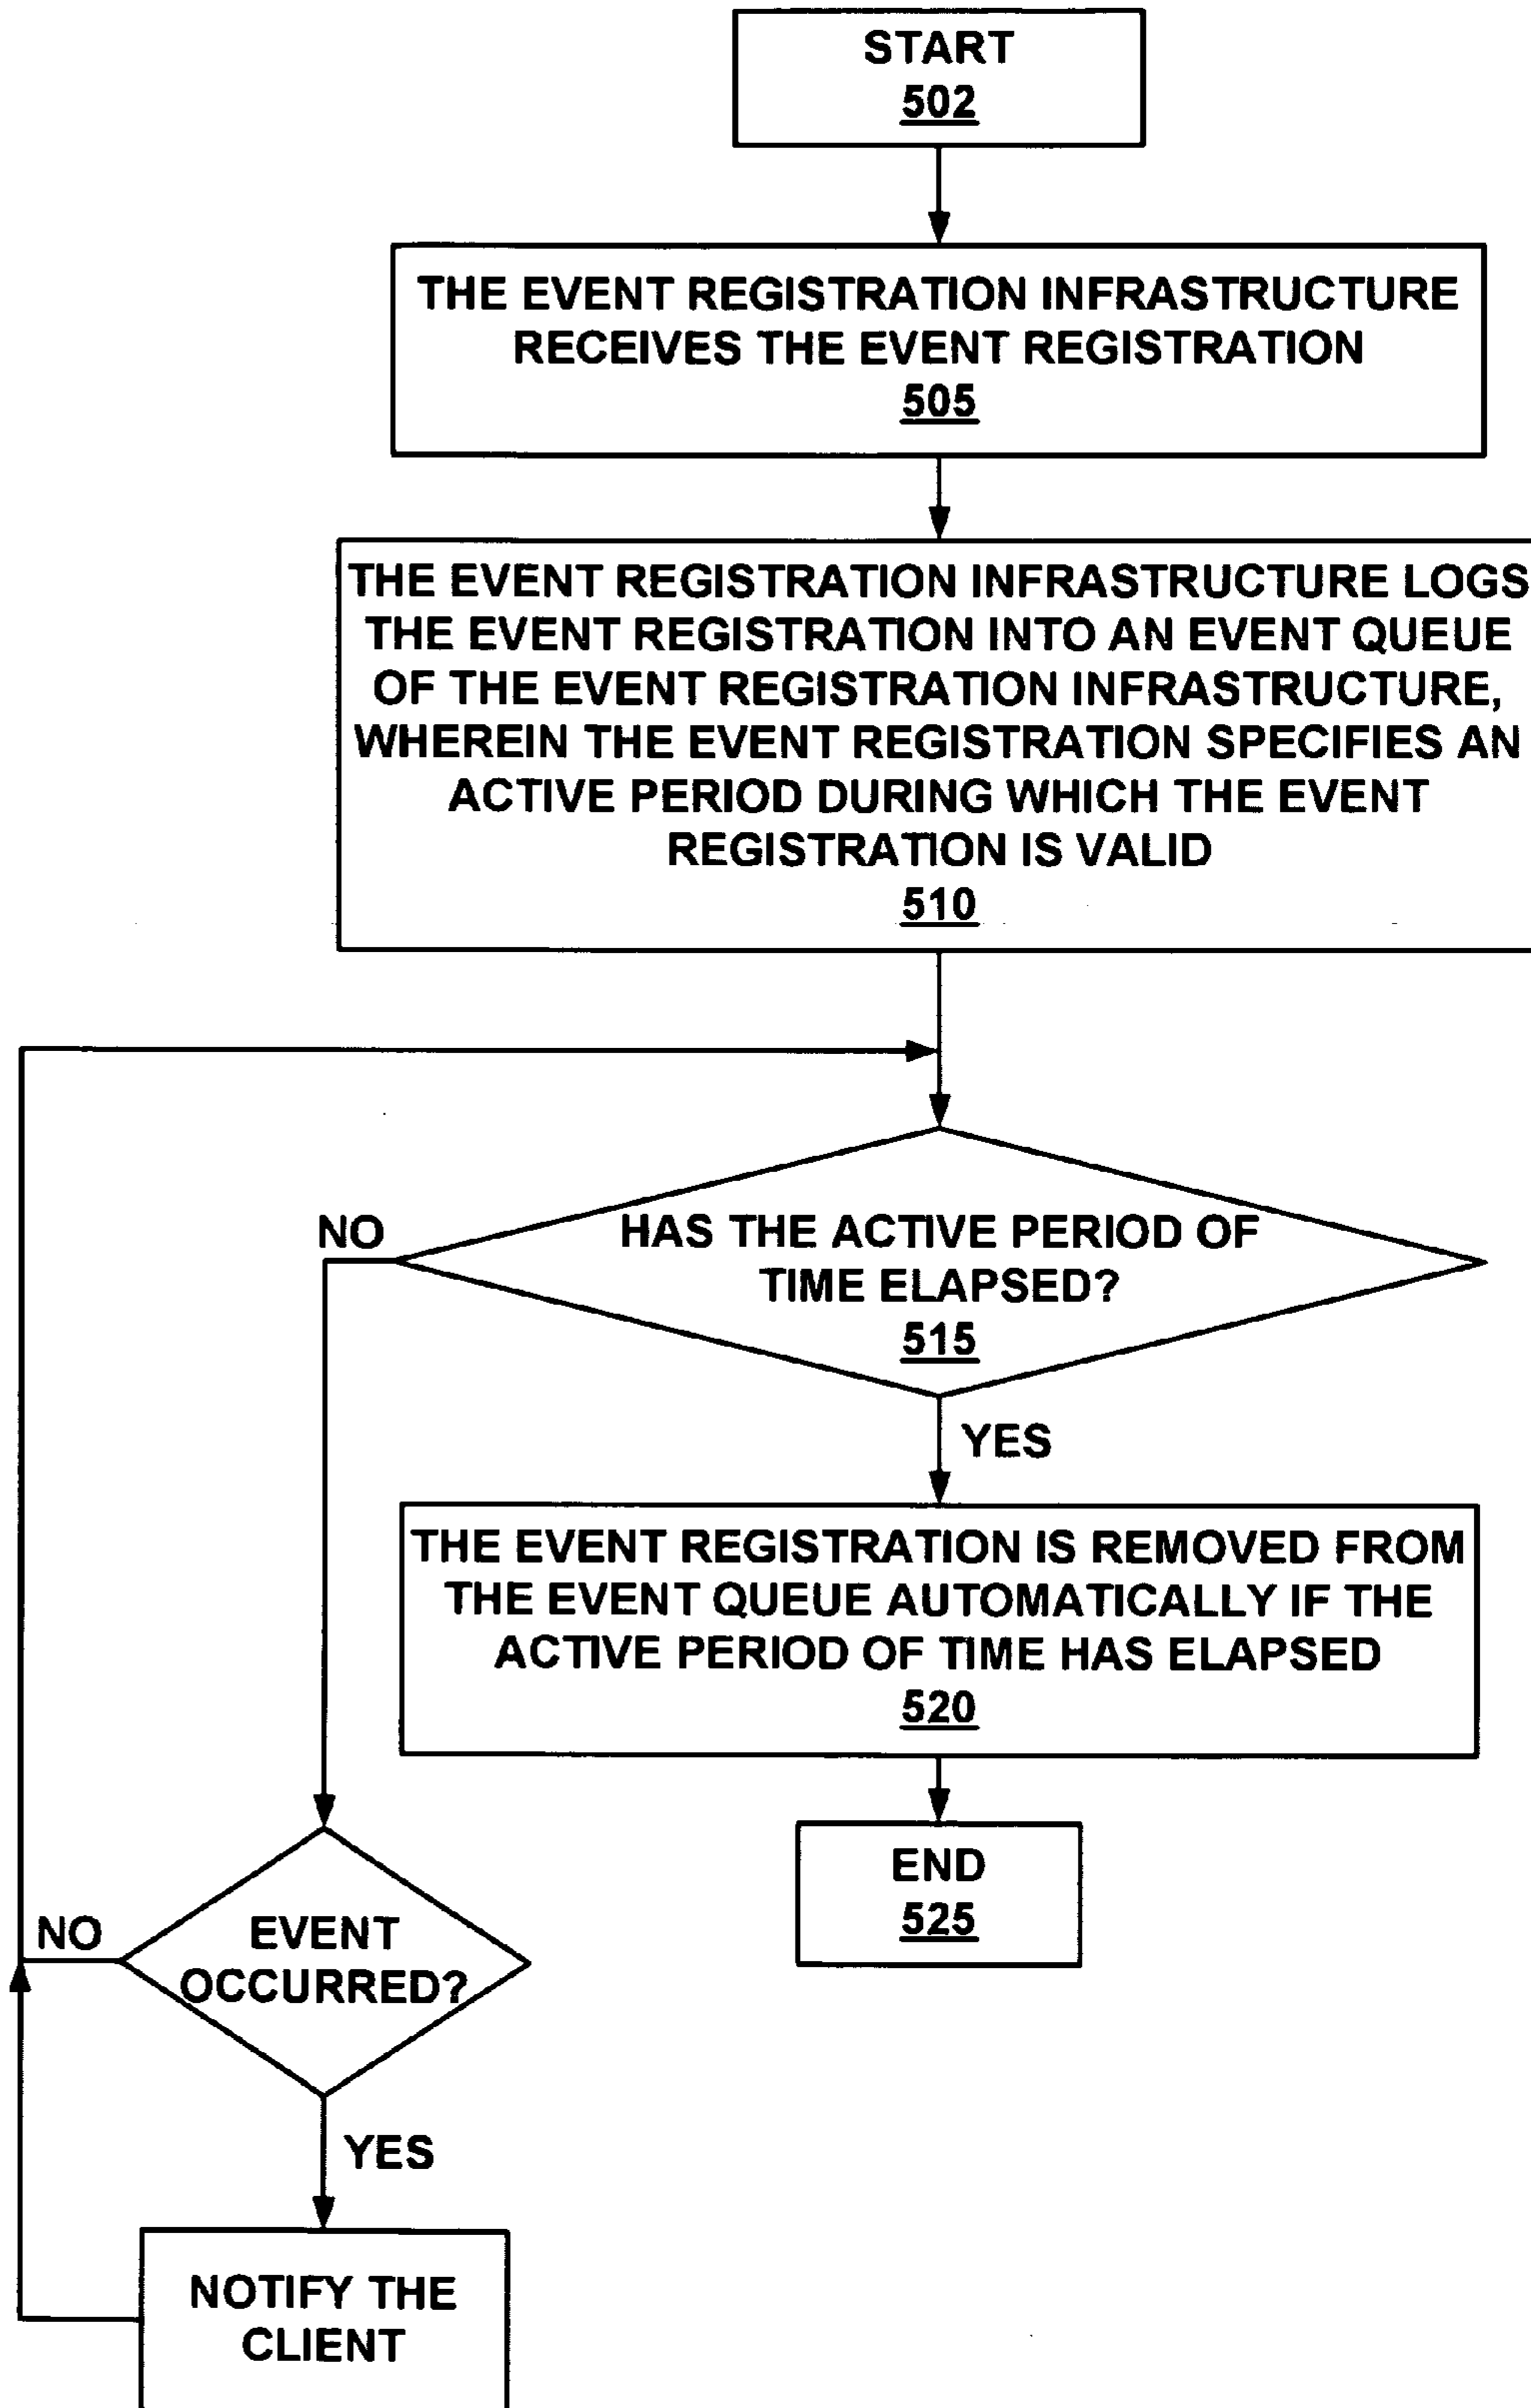 START
502
THE EVENT REGISTRATION INFRASTRUCTURE
RECEIVES THE EVENT REGISTRATION
505
THE EVENT REGISTRATION INFRASTRUCTURE LOGS
THE EVENT REGISTRATION INTO AN EVENT QUEUE
OF THE EVENT REGISTRATION INFRASTRUCTURE,
WHEREIN THE EVENT REGISTRATION SPECIFIES AN
ACTIVE PERIOD DURING WHICH THE EVENT
REGISTRATION IS VALID
510
NO
HAS THE ACTIVE PERIOD OF
TIME ELAPSED?
515
YES
THE EVENT REGISTRATION IS REMOVED FROM
THE EVENT QUEUE AUTOMATICALLY IF THE
ACTIVE PERIOD OF TIME HAS ELAPSED
520
END
525
NO
EVENT
OCCURRED?
YES
NOTIFY THE
CLIENT